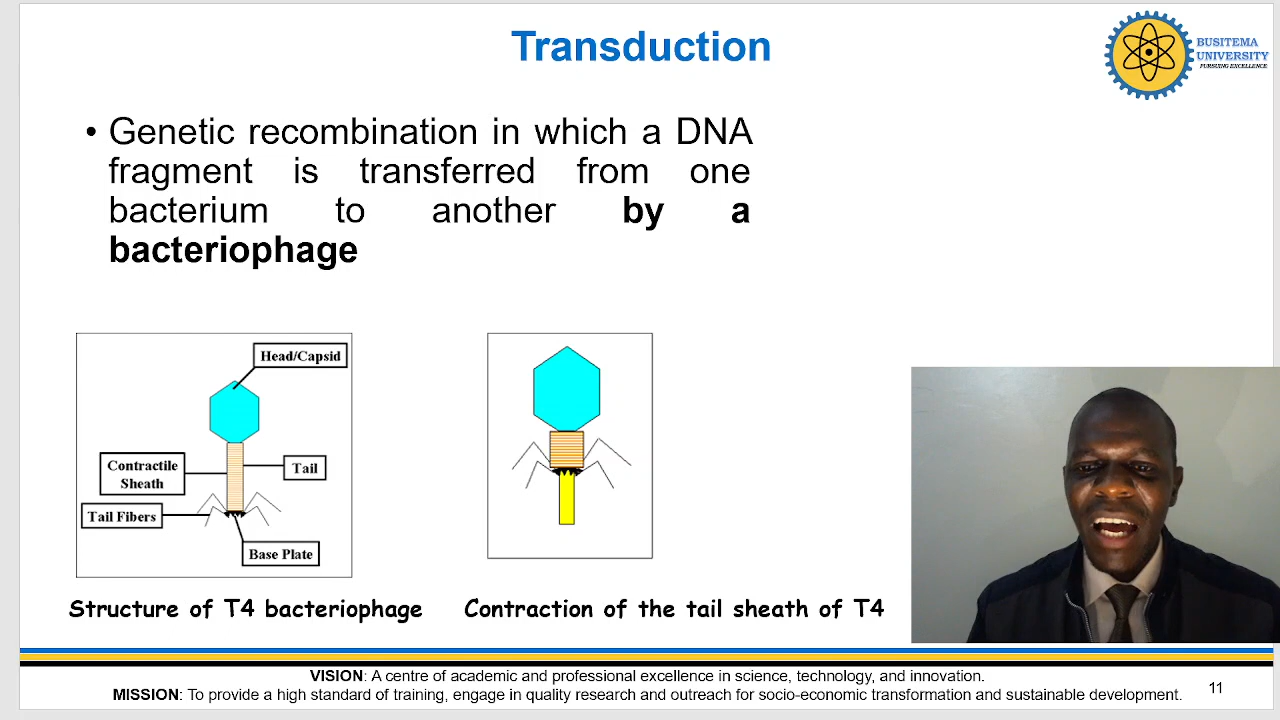 Transduction
BUSITEMA
UNIVERSITY
PURSUING EXCELLENCE
• Genetic recombination in which a DNA
fragment is transferred from one
bacterium to another by a
bacteriophage
Head/Capsid
Contractile
Sheath
Tail
Tail Fibers
Base Plate
Structure of T4 bacteriophage
Contraction of the tail sheath of T4
VISION: A centre of academic and professional excellence in science, technology, and innovation.
MISSION: To provide a high standard of training, engage in quality research and outreach for socio-economic transformation and sustainable development.
11